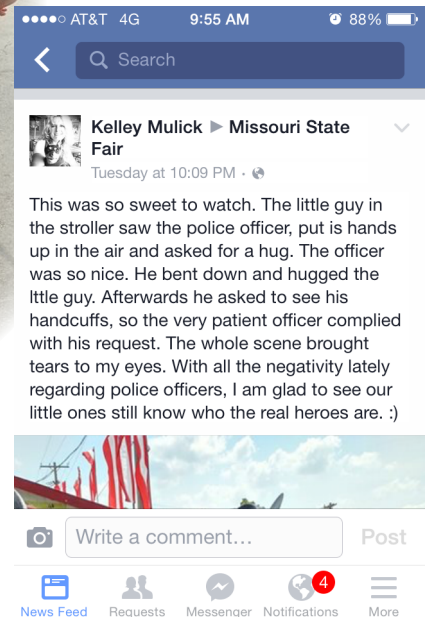 AT&T 4G 9:55 AM 88%
Search
Kelley Mulick ▶ Missouri State
Fair
Tuesday at 10:09 PM ·
This was so sweet to watch. The little guy in
the stroller saw the police officer, put is hands
up in the air and asked for a hug. The officer
was so nice. He bent down and hugged the
lttle guy. Afterwards he asked to see his
handcuffs, so the very patient officer complied
with his request. The whole scene brought
tears to my eyes. With all the negativity lately
regarding police officers, I am glad to see our
little ones still know who the real heroes are. :)
Write a comment... Post
4
News Feed Requests Messenger Notifications More